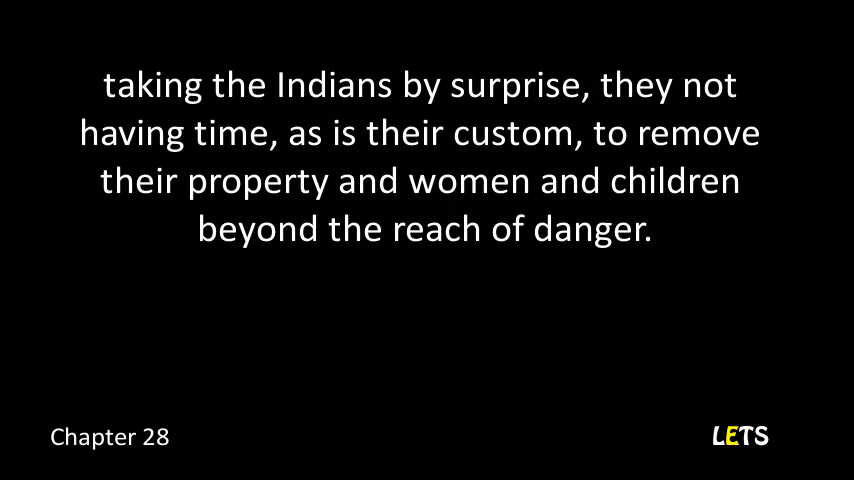 taking the Indians by surprise, they not
having time, as is their custom, to remove
their property and women and children
beyond the reach of danger.
Chapter 28
LETS